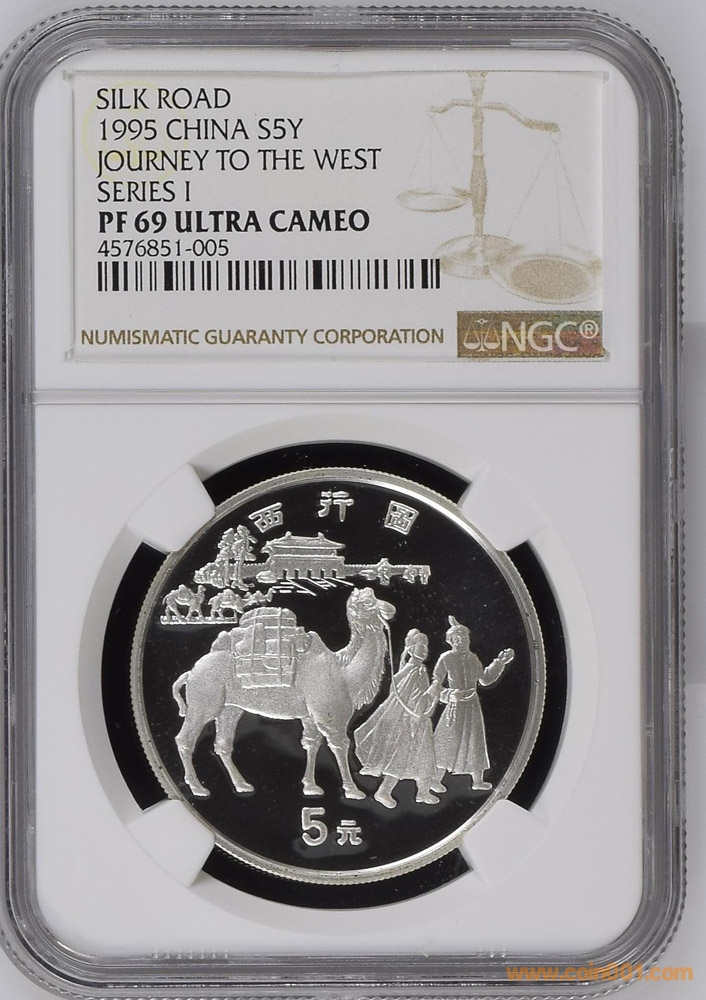 SILK ROAD
1995 CHINA S5Y
JOURNEY TO THE WEST
SERIES I
PF 69 ULTRA CAMEO
4576851-005
NUMISMATIC GUARANTY CORPORATION
NGC®
西行圖
5元
www.coin001.com